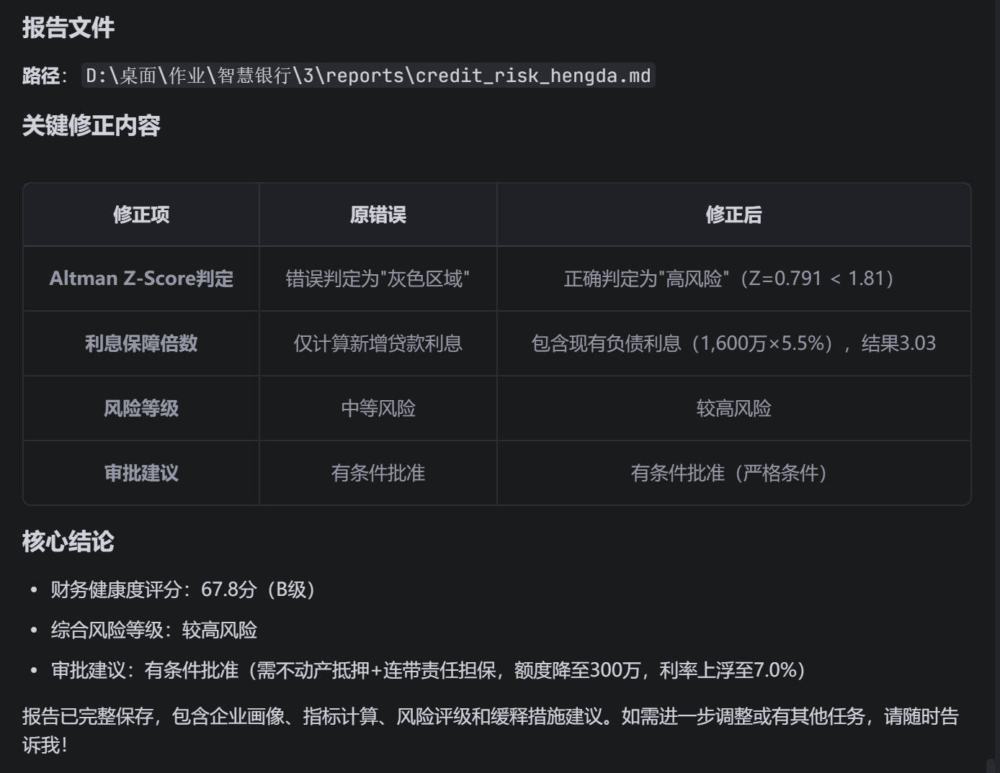 报告文件
路径： D:\桌面\作业\智慧银行\3\reports\credit_risk_hengda.md
关键修正内容
修正项 原错误 修正后
Altman Z-Score判定 错误判定为"灰色区域" 正确判定为"高风险"（Z=0.791 < 1.81）
利息保障倍数 仅计算新增贷款利息 包含现有负债利息（1,600万×5.5%），结果3.03
风险等级 中等风险 较高风险
审批建议 有条件批准 有条件批准（严格条件）
核心结论
• 财务健康度评分：67.8分（B级）
• 综合风险等级：较高风险
• 审批建议：有条件批准（需不动产抵押+连带责任担保，额度降至300万，利率上浮至7.0%）
报告已完整保存，包含企业画像、指标计算、风险评级和缓释措施建议。如需进一步调整或有其他任务，请随时告
诉我！